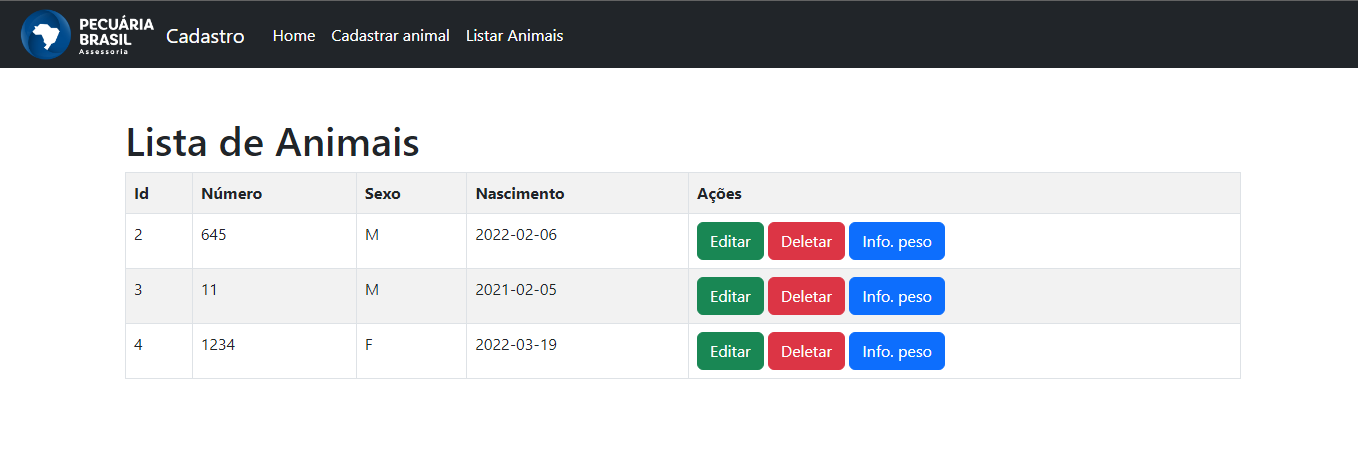 PECUÁRIA
BRASIL
Assessoria
Cadastro Home Cadastrar animal Listar Animais
Lista de Animais
Id Número Sexo Nascimento Ações
2 645 M 2022-02-06 Editar Deletar Info. peso
3 11 M 2021-02-05 Editar Deletar Info. peso
4 1234 F 2022-03-19 Editar Deletar Info. peso